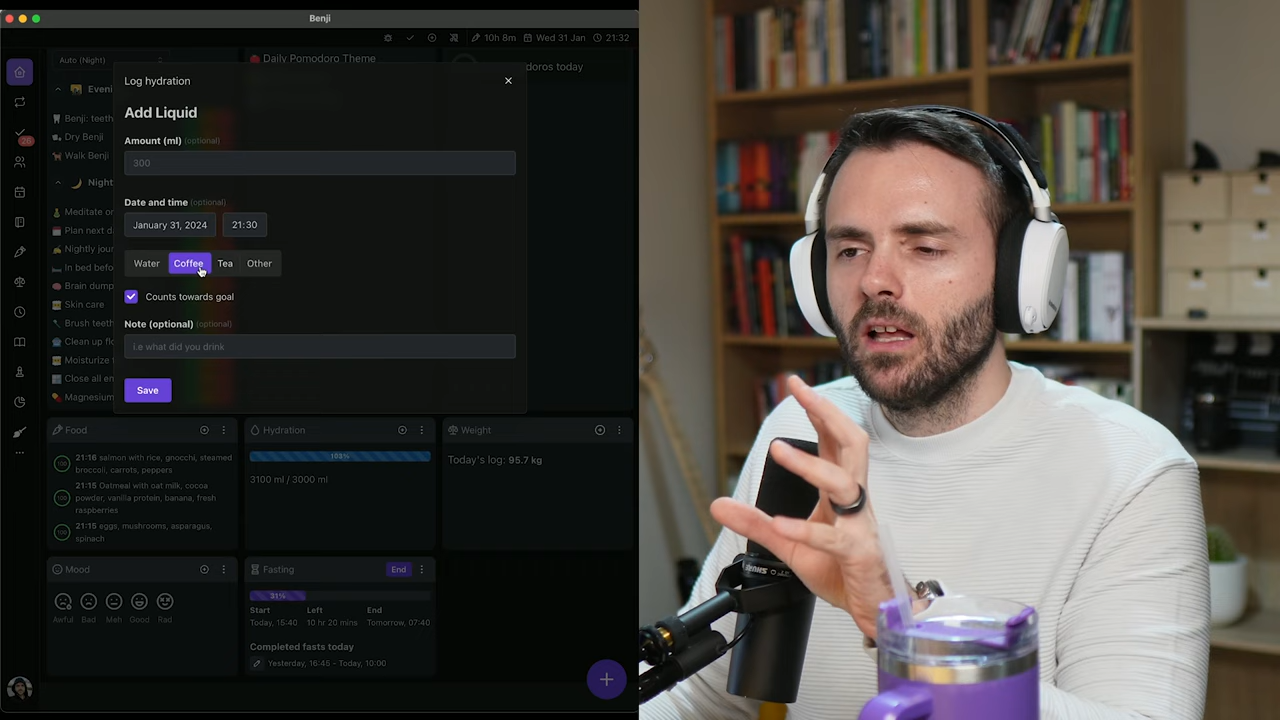 Benji
10h 8m
Wed 31 Jan
21:32
Auto (Night)
Daily Pomodoro Theme
doros today
Log hydration
Add Liquid
Amount (ml) (optional)
300
Date and time (optional)
January 31, 2024
21:30
Water
Coffee
Tea
Other
Counts towards goal
Note (optional) (optional)
i.e what did you drink
Save
Eveni
Benji: teeth
Dry Benji
Walk Benji
Night
Meditate or
Plan next d
Nightly jour
In bed befo
Brain dump
Skin care
Brush teeth
Clean up flo
Moisturize f
Close all en
Magnesium
26
Food
100
21:16 salmon with rice, gnocchi, steamed
broccoli, carrots, peppers
100
21:15 Oatmeal with oat milk, cocoa
powder, vanilla protein, banana, fresh
raspberries
100
21:15 eggs, mushrooms, asparagus,
spinach
Hydration
103%
3100 ml / 3000 ml
Weight
Today's log: 95.7 kg
Mood
Awful
Bad
Meh
Good
Rad
Fasting
End
31%
Start
Left
End
Today, 15:40
10 hr 20 mins
Tomorrow, 07:40
Completed fasts today
Yesterday, 16:45 – Today, 10:00
SHURE